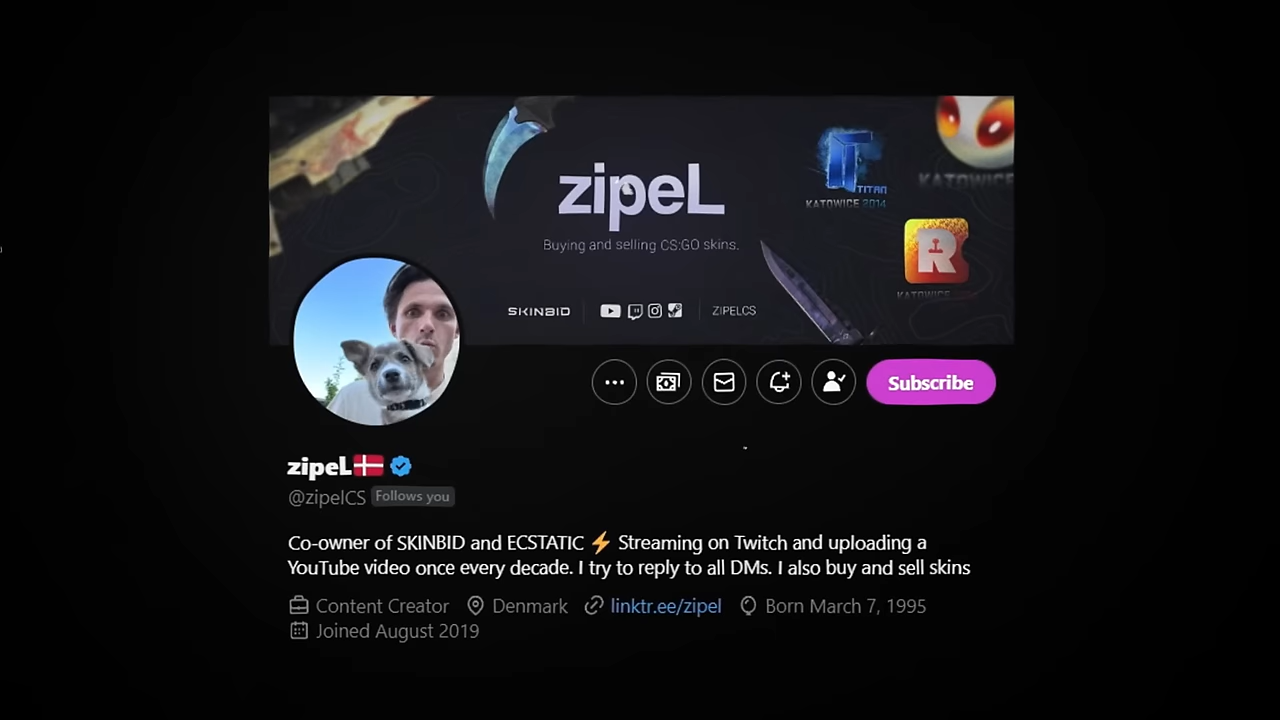 zipeL
Buying and selling CS:GO skins.
TITAN
KATOWICE 2014
KATOWICE
R
KATOWICE
SKINBID
ZIPELCS
Subscribe
zipeL
@zipelCS Follows you
Co-owner of SKINBID and ECSTATIC ⚡ Streaming on Twitch and uploading a
YouTube video once every decade. I try to reply to all DMs. I also buy and sell skins
Content Creator Denmark linktr.ee/zipel Born March 7, 1995
Joined August 2019